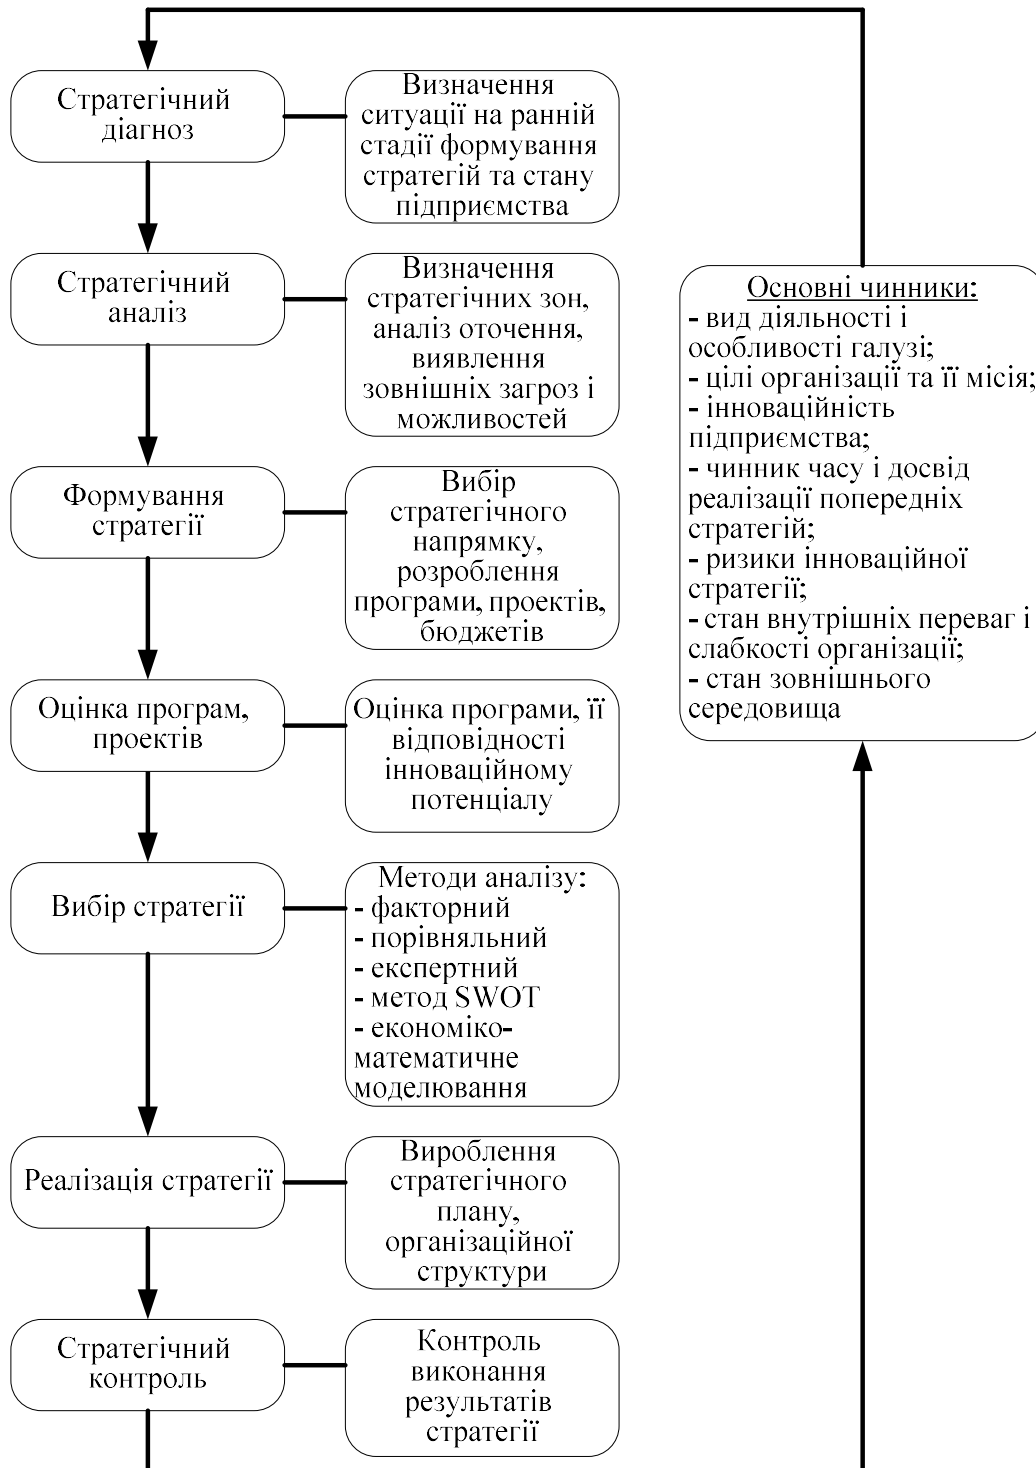 Стратегічний
діагноз
Визначення
ситуації на ранній
стадії формування
стратегій та стану
підприємства
Стратегічний
аналіз
Визначення
стратегічних зон,
аналіз оточення,
виявлення
зовнішніх загроз і
можливостей
Формування
стратегії
Вибір
стратегічного
напрямку,
розроблення
програми, проектів,
бюджетів
Оцінка програм,
проектів
Оцінка програми, її
відповідності
інноваційному
потенціалу
Вибір стратегії
Методи аналізу:
- факторний
- порівняльний
- експертний
- метод SWOT
- економіко-
математичне
моделювання
Реалізація стратегії
Вироблення
стратегічного
плану,
організаційної
структури
Стратегічний
контроль
Контроль
виконання
результатів
стратегії
Основні чинники:
- вид діяльності і
особливості галузі;
- цілі організації та її місія;
- інноваційність
підприємства;
- чинник часу і досвід
реалізації попередніх
стратегій;
- ризики інноваційної
стратегії;
- стан внутрішніх переваг і
слабкості організації;
- стан зовнішнього
середовища